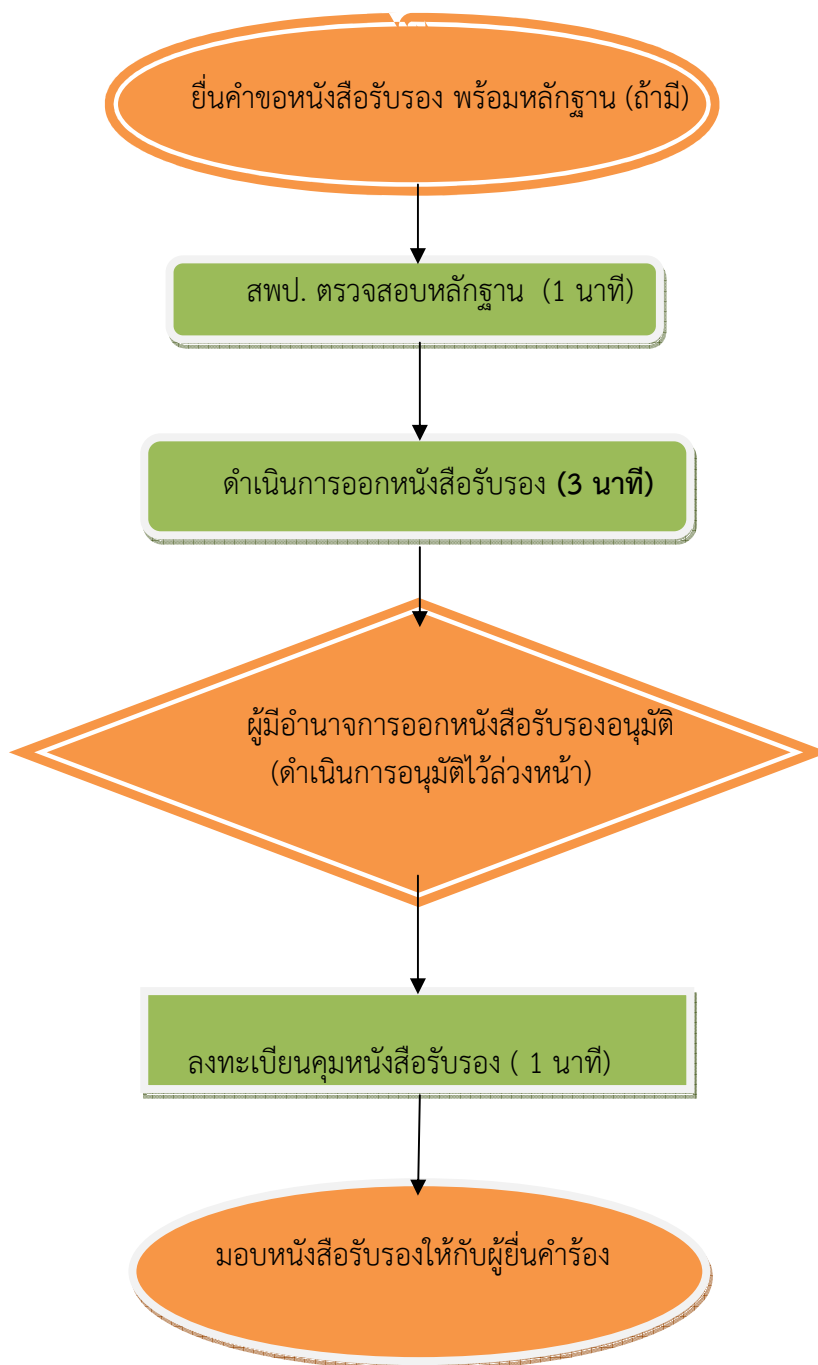 ยื่นคำขอหนังสือรับรอง พร้อมหลักฐาน (ถ้ามี)
สพป. ตรวจสอบหลักฐาน (1 นาที)
ดำเนินการออกหนังสือรับรอง (3 นาที)
ผู้มีอำนาจการออกหนังสือรับรองอนุมัติ
(ดำเนินการอนุมัติไว้ล่วงหน้า)
ลงทะเบียนคุมหนังสือรับรอง ( 1 นาที)
มอบหนังสือรับรองให้กับผู้ยื่นคำร้อง